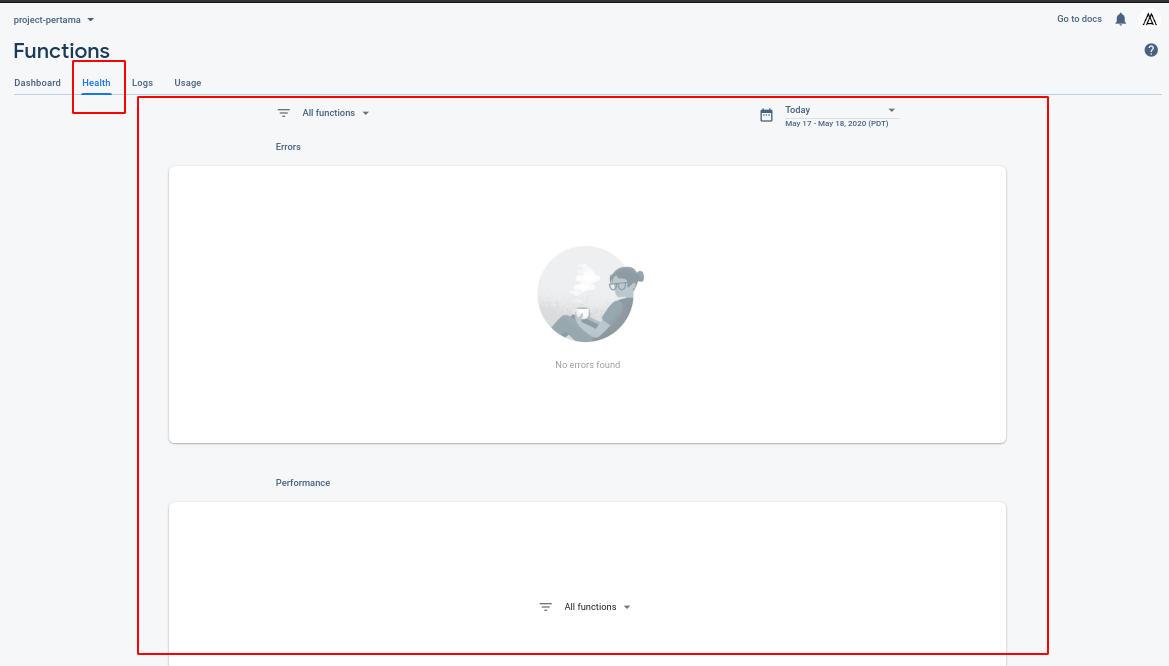 project-pertama
Go to docs
Functions
Dashboard
Health
Logs
Usage
All functions
Today
May 17 - May 18, 2020 (PDT)
Errors
No errors found
Performance
All functions